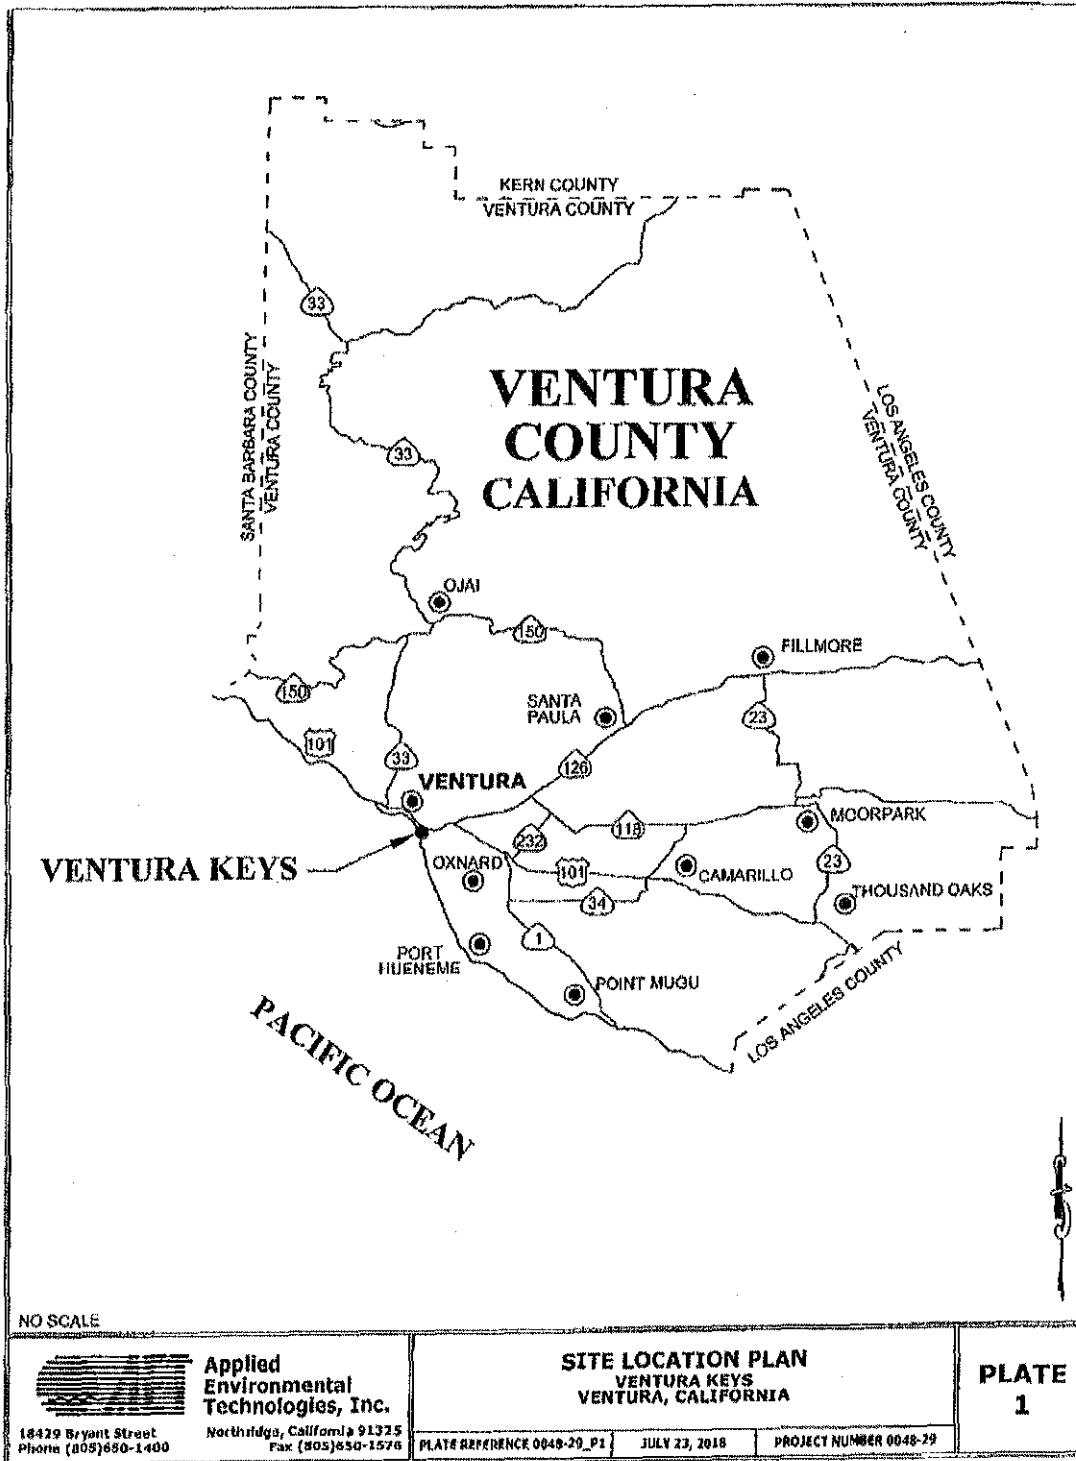 KERN COUNTY
VENTURA COUNTY
33
SANTA BARBARA COUNTY
VENTURA COUNTY
VENTURA
COUNTY
CALIFORNIA
LOS ANGELES COUNTY
VENTURA COUNTY
33
OJAI
150
FILLMORE
150
SANTA
PAULA
23
101
33
126
VENTURA
MOORPARK
118
232
VENTURA KEYS
OXNARD
101
CAMARILLO
23
34
THOUSAND OAKS
1
PORT
HUENEME
POINT MUGU
LOS ANGELES COUNTY
PACIFIC OCEAN
NO SCALE
Applied
Environmental
Technologies, Inc.
18429 Bryant Street
Northridge, California 91325
Phone (805)650-1400
Fax (805)650-1576
SITE LOCATION PLAN
VENTURA KEYS
VENTURA, CALIFORNIA
PLATE REFERENCE 0048-29_P1
JULY 23, 2018
PROJECT NUMBER 0048-29
PLATE
1